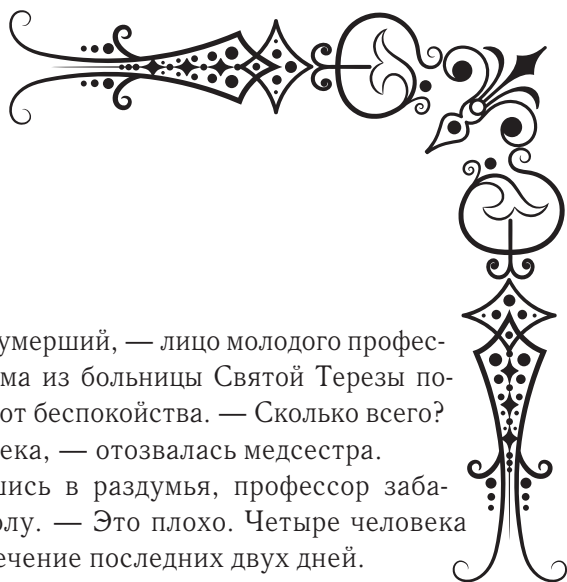 умерший, — лицо молодого профес-
ма из больницы Святой Терезы по-
от беспокойства. — Сколько всего?
ека, — отозвалась медсестра.
шись в раздумья, профессор заба-
олу. — Это плохо. Четыре человека
ечение последних двух дней.